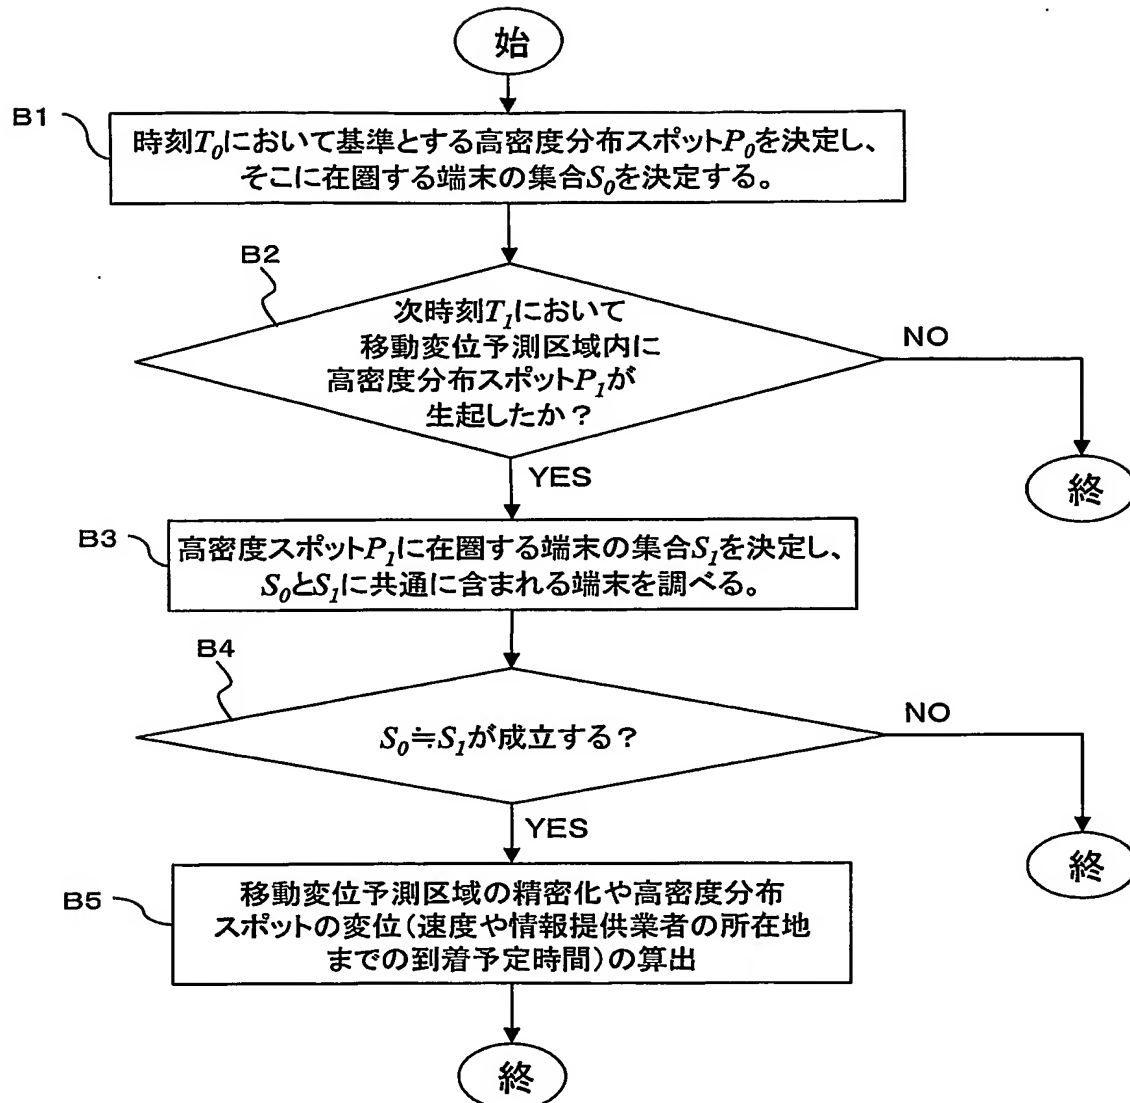 始
B1
時刻T₀において基準とする高密度分布スポットP₀を決定し、
そこに在圏する端末の集合S₀を決定する。
B2
次時刻T₁において
移動変位予測区域内に
高密度分布スポットP₁が
生起したか？
NO
終
YES
B3
高密度スポットP₁に在圏する端末の集合S₁を決定し、
S₀とS₁に共通に含まれる端末を調べる。
B4
S₀≒S₁が成立する？
NO
終
YES
B5
移動変位予測区域の精密化や高密度分布
スポットの変位（速度や情報提供業者の所在地
までの到着予定時間）の算出
終